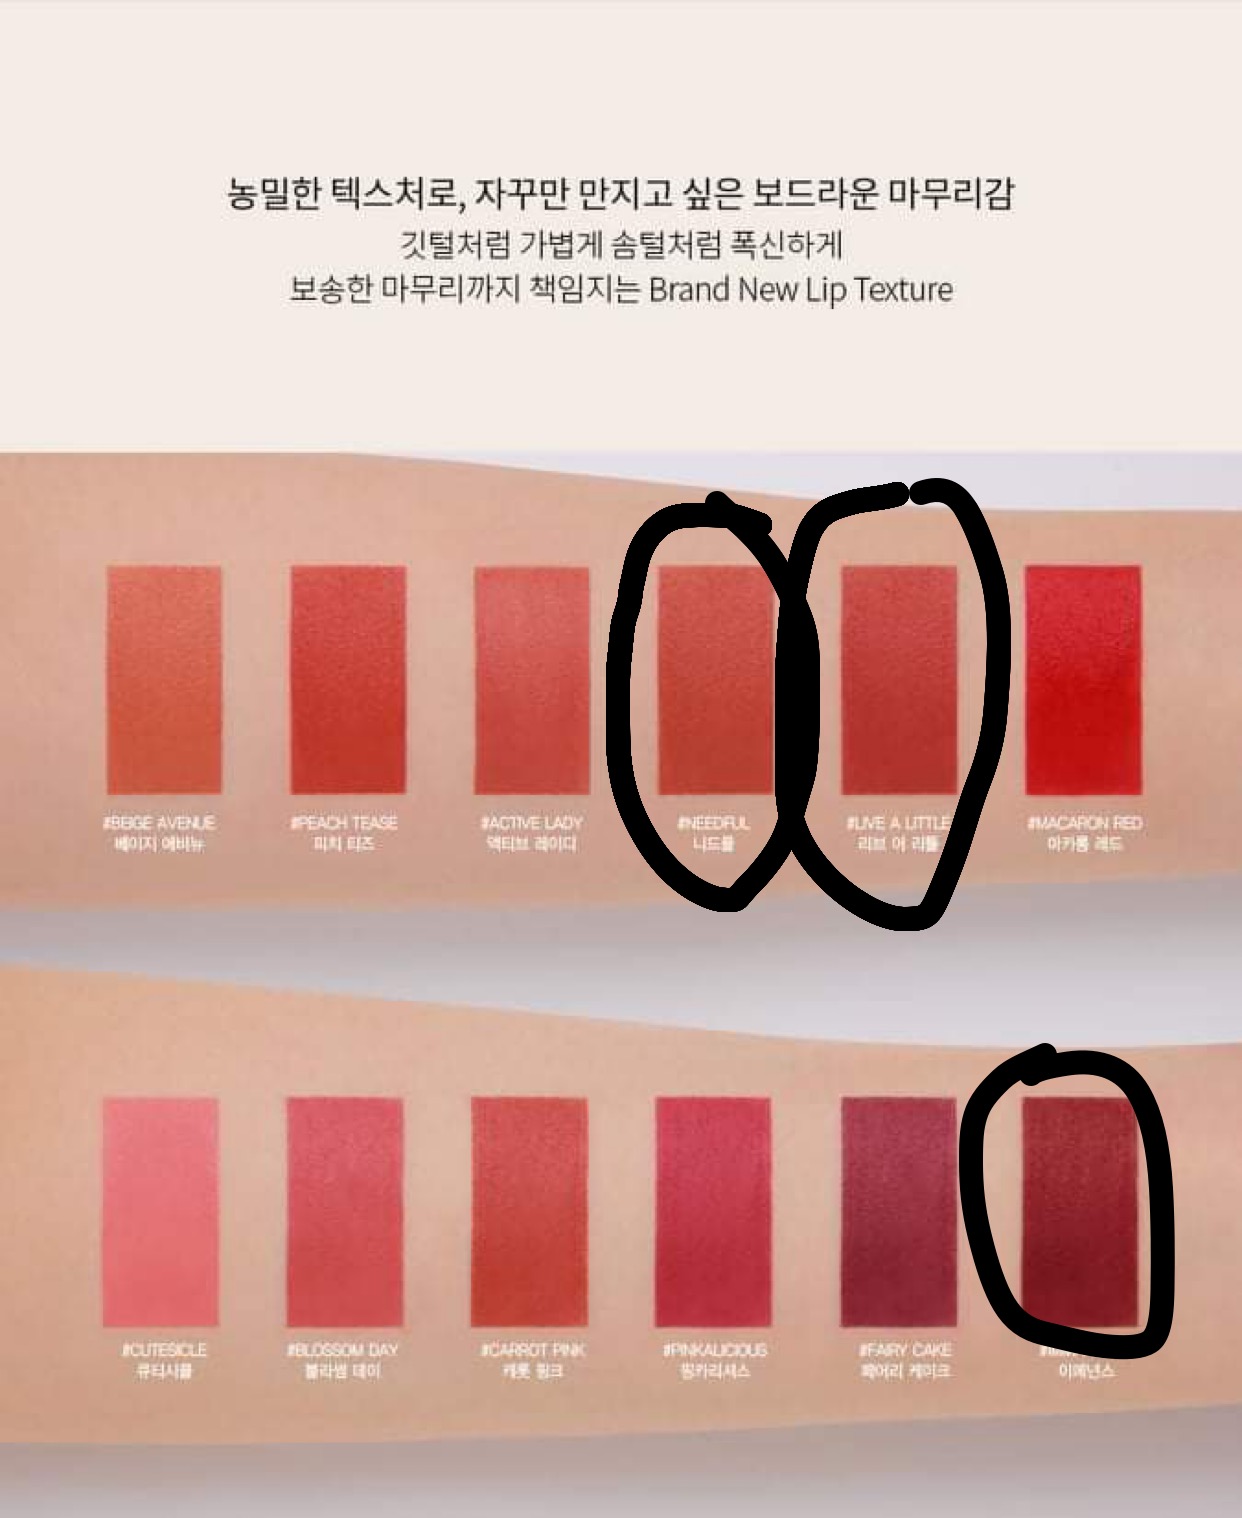 농밀한 텍스처로, 자꾸만 만지고 싶은 보드라운 마무리감
깃털처럼 가볍게 솜털처럼 폭신하게
보송한 마무리까지 책임지는 Brand New Lip Texture
#BEIGE AVENUE
베이지 에비뉴
#PEACH TEASE
피치 티즈
#ACTIVE LADY
액티브 레이디
#NEEDFUL
니드풀
#LIVE A LITTLE
리브 어 리틀
#MACARON RED
마카롱 레드
#CUTESICLE
큐티시클
#BLOSSOM DAY
블라썸 데이
#CARROT PINK
캐롯 핑크
#PINKALICIOUS
핑카리셔스
#FAIRY CAKE
페어리 케이크
이메넌스